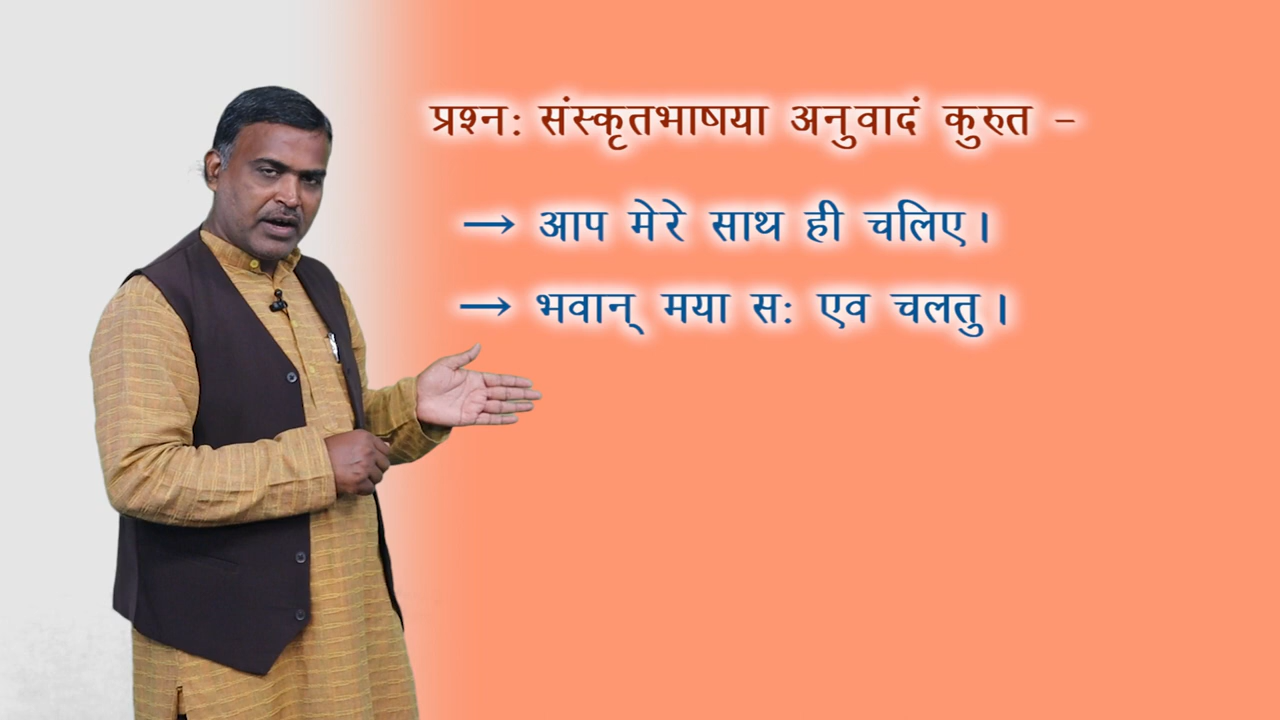 प्रश्न: संस्कृतभाषया अनुवादं कुरुत –
→ आप मेरे साथ ही चलिए।
→ भवान् मया स: एव चलतु।